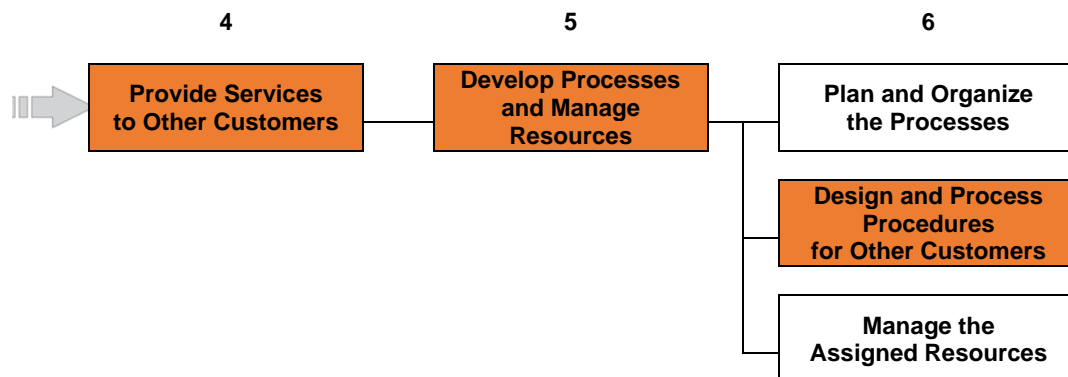 4
5
6
Provide Services
to Other Customers
Develop Processes
and Manage
Resources
Plan and Organize
the Processes
Design and Process
Procedures
for Other Customers
Manage the
Assigned Resources